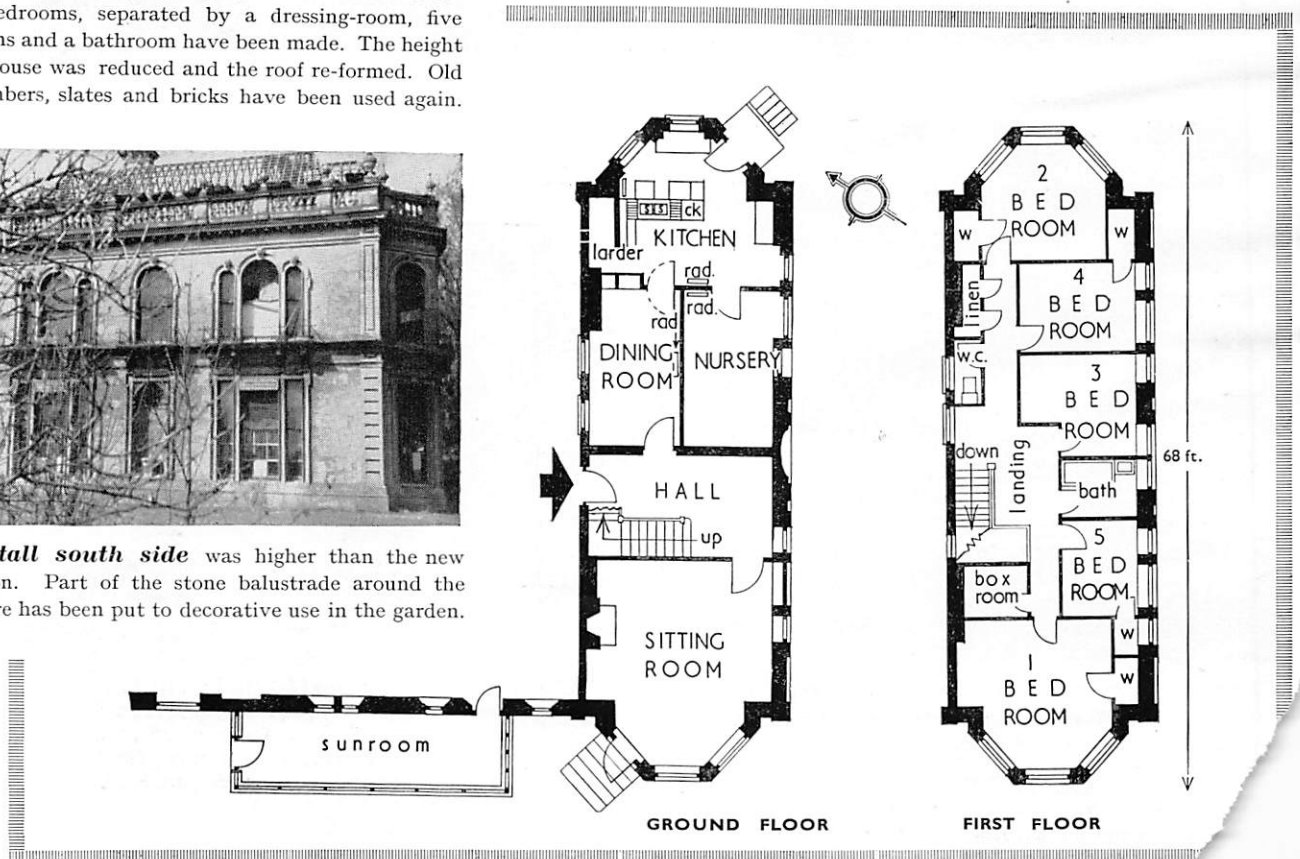 edrooms, separated by a dressing-room, five
and a bathroom have been made. The height
ouse was reduced and the roof re-formed. Old
bers, slates and bricks have been used again.
tall south side was higher than the new
Part of the stone balustrade around the
has been put to decorative use in the garden.
ck
KITCHEN
larder
rad.
rad.
rad
DINING
ROOM
NURSERY
HALL
up
SITTING
ROOM
sunroom
GROUND FLOOR
2
BED
ROOM
w
w
linen
4
BED
ROOM
w.c.
3
BED
ROOM
down
landing
bath
5
BED
ROOM
box
room
w
1
BED
ROOM
w
68 ft.
FIRST FLOOR